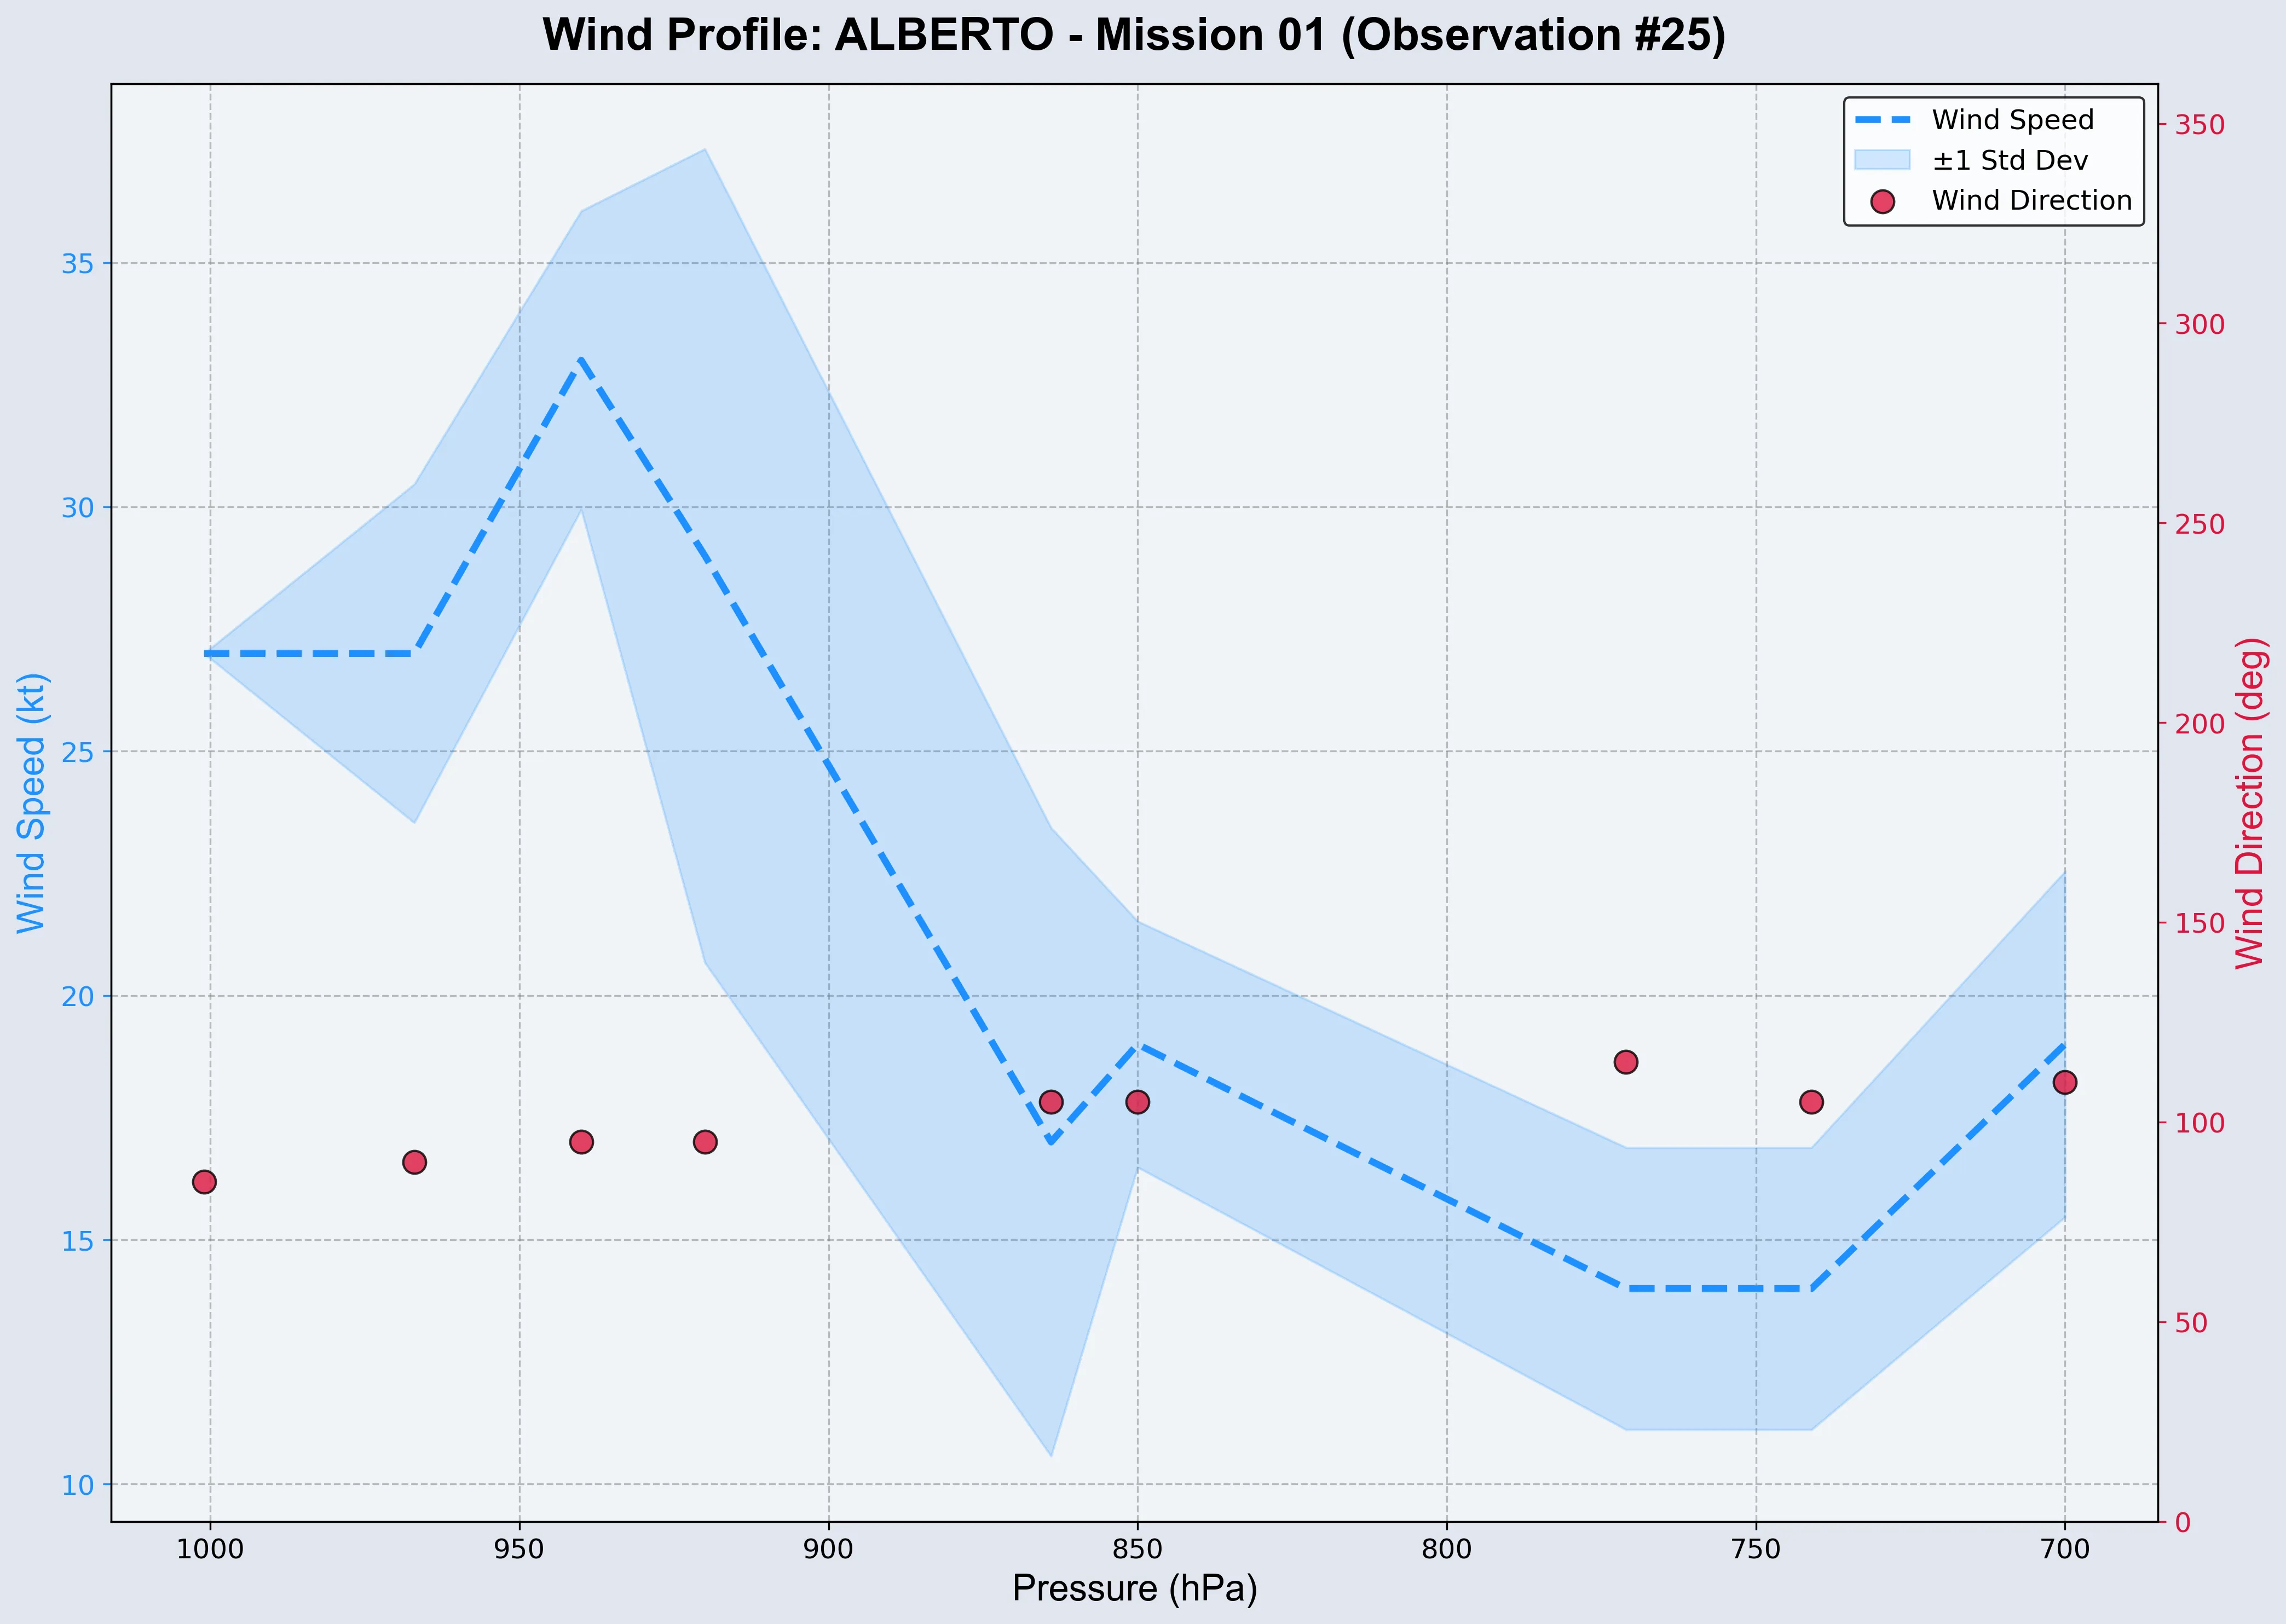 Wind Profile: ALBERTO - Mission 01 (Observation #25)
Wind Speed
±1 Std Dev
Wind Direction
Wind Speed (kt)
35
30
25
20
15
10
350
300
250
200
150
100
50
0
Wind Direction (deg)
1000 950 900 850 800 750 700
Pressure (hPa)